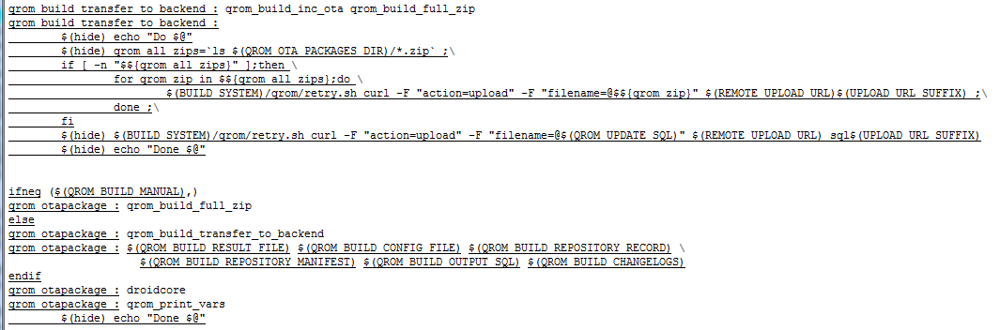 qrom_build_transfer_to_backend : qrom_build_inc_ota qrom_build_full_zip
qrom_build_transfer_to_backend :
	$(hide) echo "Do $@"
	$(hide) qrom_all_zips=`ls $(QROM_OTA_PACKAGES_DIR)/*.zip` ;\
	if [ -n "$${qrom_all_zips}" ];then \
		for qrom_zip in $${qrom_all_zips};do \
			$(BUILD_SYSTEM)/qrom/retry.sh curl -F "action=upload" -F "filename=@$${qrom_zip}" $(REMOTE_UPLOAD_URL)$(UPLOAD_URL_SUFFIX) ;\
		done ;\
	fi
	$(hide) $(BUILD_SYSTEM)/qrom/retry.sh curl -F "action=upload" -F "filename=@$(QROM_UPDATE_SQL)" $(REMOTE_UPLOAD_URL)_sql$(UPLOAD_URL_SUFFIX)
	$(hide) echo "Done $@"
ifneq ($(QROM_BUILD_MANUAL),)
qrom_otapackage : qrom_build_full_zip
else
qrom_otapackage : qrom_build_transfer_to_backend
qrom_otapackage : $(QROM_BUILD_RESULT_FILE) $(QROM_BUILD_CONFIG_FILE) $(QROM_BUILD_REPOSITORY_RECORD) \
		$(QROM_BUILD_REPOSITORY_MANIFEST) $(QROM_BUILD_OUTPUT_SQL) $(QROM_BUILD_CHANGELOGS)
endif
qrom_otapackage : droidcore
qrom_otapackage : qrom_print_vars
	$(hide) echo "Done $@"